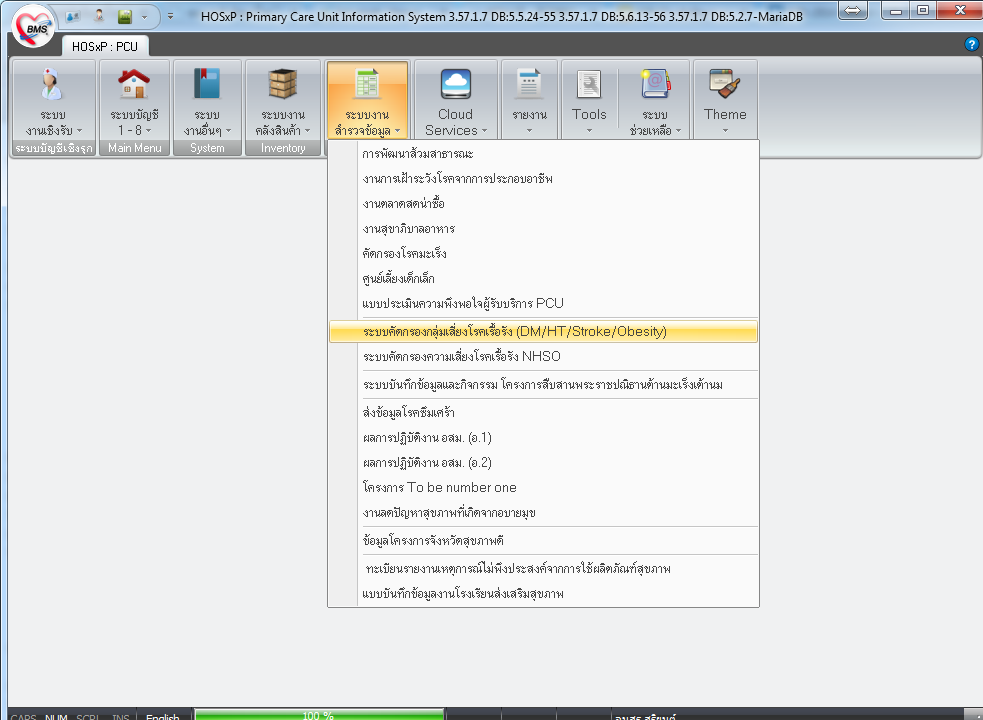 HOSxP : Primary Care Unit Information System 3.57.1.7 DB:5.5.24-55 3.57.1.7 DB:5.6.13-56 3.57.1.7 DB:5.2.7-MariaDB
BMS
HOSxP : PCU
ระบบ
งานเชิงรับ
ระบบบัญชีเชิงรุก
ระบบบัญชี
1 - 8
Main Menu
ระบบ
งานอื่นๆ
System
ระบบงาน
คลังสินค้า
Inventory
ระบบงาน
สำรวจข้อมูล
Cloud
Services
รายงาน
Tools
ระบบ
ช่วยเหลือ
Theme
การพัฒนาส้วมสาธารณะ
งานการเฝ้าระวังโรคจากการประกอบอาชีพ
งานตลาดสดน่าซื้อ
งานสุขาภิบาลอาหาร
คัดกรองโรคมะเร็ง
ศูนย์เลี้ยงเด็กเล็ก
แบบประเมินความพึงพอใจผู้รับบริการ PCU
ระบบคัดกรองกลุ่มเสี่ยงโรคเรื้อรัง (DM/HT/Stroke/Obesity)
ระบบคัดกรองความเสี่ยงโรคเรื้อรัง NHSO
ระบบบันทึกข้อมูลและกิจกรรม โครงการสืบสานพระราชปณิธานต้านมะเร็งเต้านม
ส่งข้อมูลโรคซึมเศร้า
ผลการปฏิบัติงาน อสม. (อ.1)
ผลการปฏิบัติงาน อสม. (อ.2)
โครงการ To be number one
งานลดปัญหาสุขภาพที่เกิดจากอบายมุข
ข้อมูลโครงการจังหวัดสุขภาพดี
ทะเบียนรายงานเหตุการณ์ไม่พึงประสงค์จากการใช้ผลิตภัณฑ์สุขภาพ
แบบบันทึกข้อมูลงานโรงเรียนส่งเสริมสุขภาพ
CAPS NUM SCRL INS English 100 %